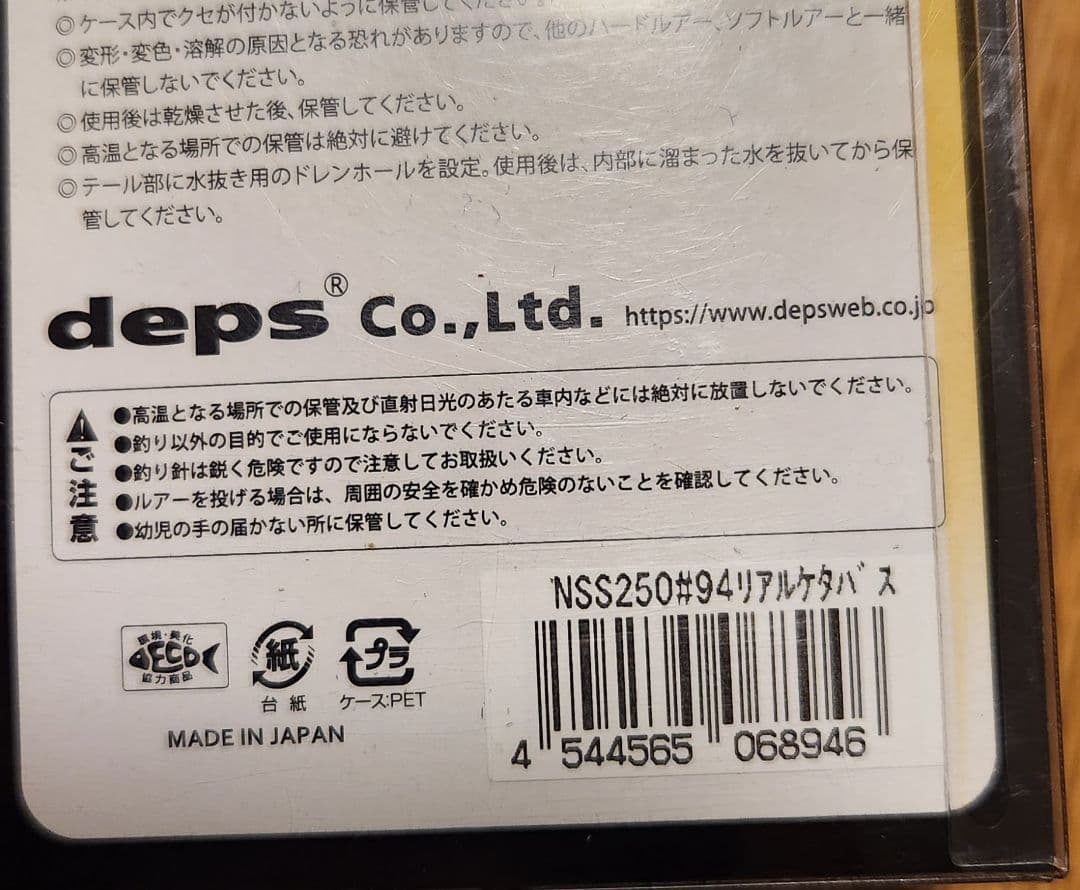 ◎ケース内でクセが付かないように保管してください。
◎変形・変色・溶解の原因となる恐れがありますので、他のハードルアー、ソフトルアーと一緒
に保管しないでください。
◎使用後は乾燥させた後、保管してください。
◎高温となる場所での保管は絶対に避けてください。
◎テール部に水抜き用のドレンホールを設定。使用後は、内部に溜まった水を抜いてから保
管してください。
deps® Co.,Ltd. https://www.depsweb.co.jp
ご注意
●高温となる場所での保管及び直射日光のあたる車内などには絶対に放置しないでください。
●釣り以外の目的でご使用にならないでください。
●釣り針は鋭く危険ですので注意してお取扱いください。
●ルアーを投げる場合は、周囲の安全を確かめ危険のないことを確認してください。
●幼児の手の届かない所に保管してください。
NSS250#94リアルケタバス
環境・美化
AECO
協力商品
紙
台紙
プラ
ケース:PET
MADE IN JAPAN
4 544565 068946